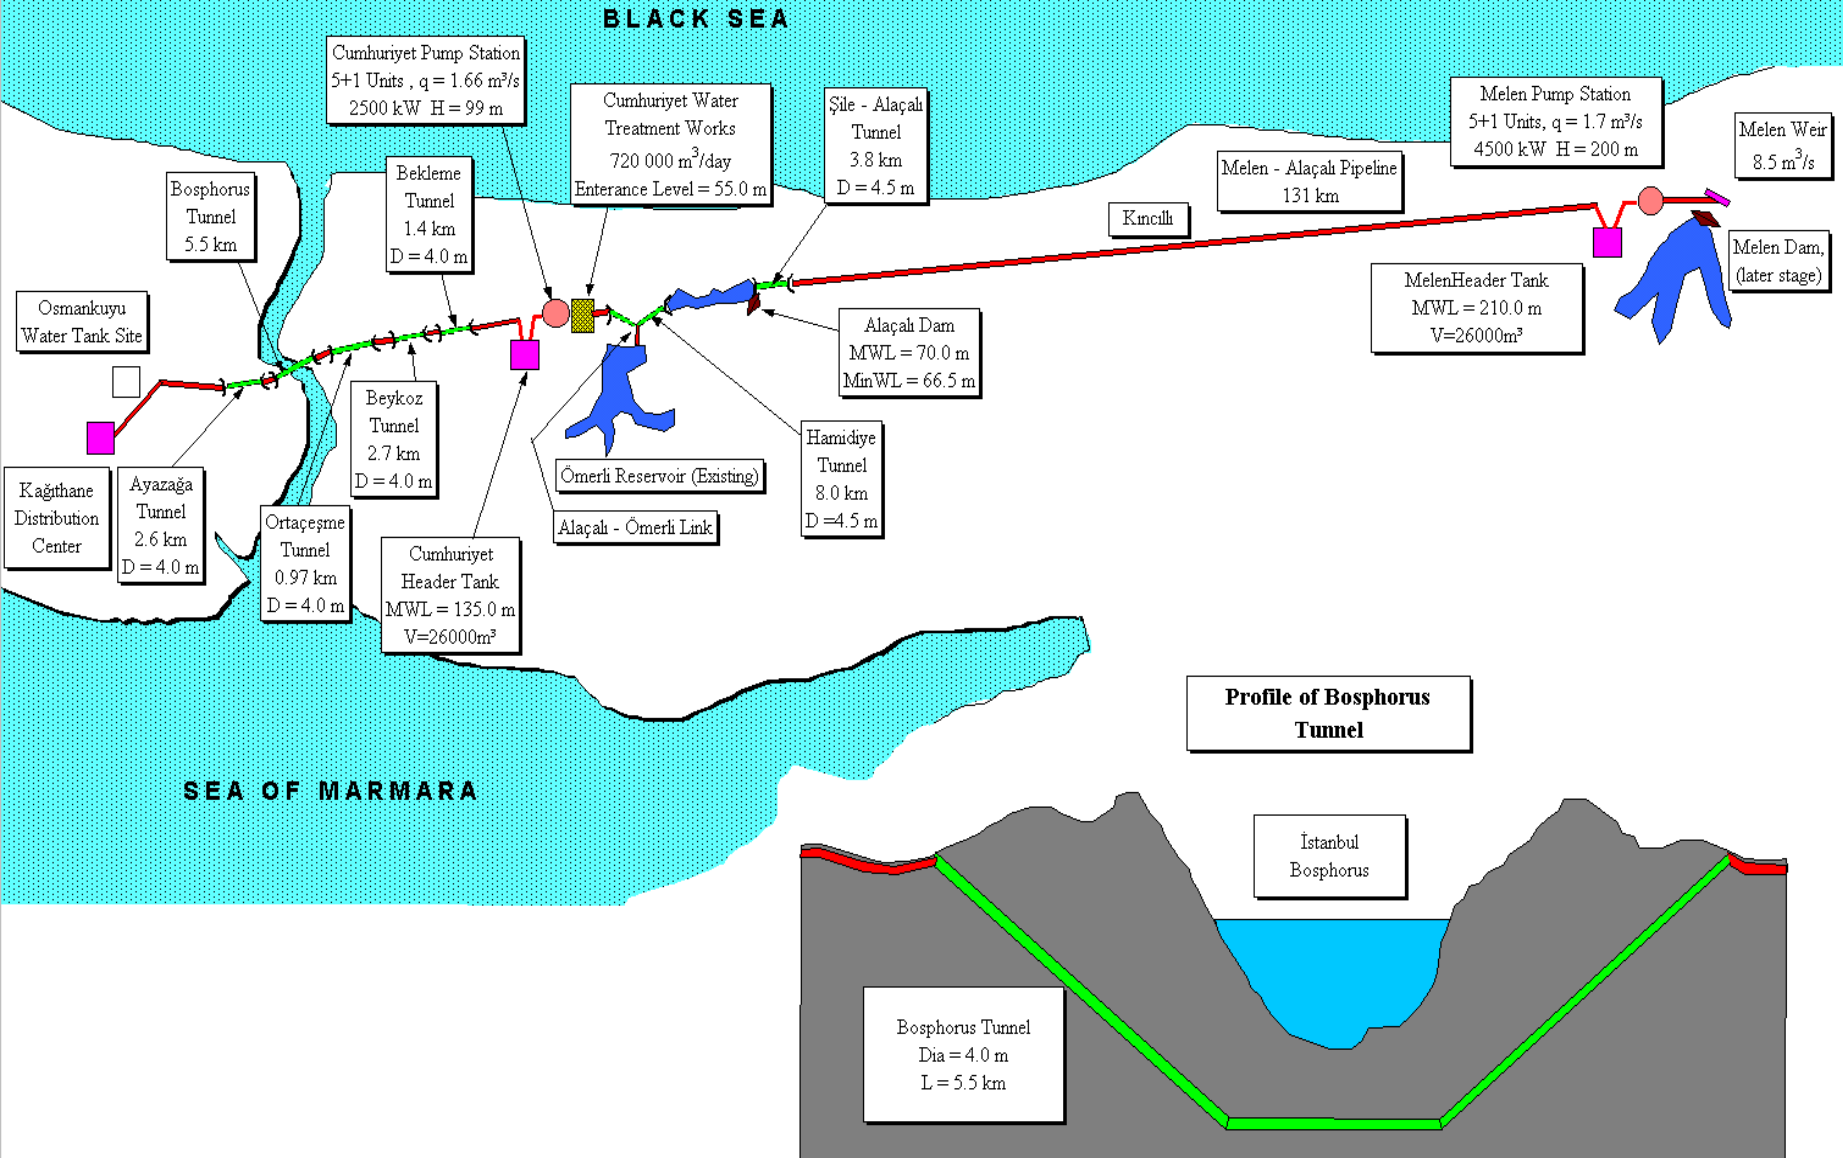 BLACK SEA
Cumhuriyet Pump Station
5+1 Units , q = 1.66 m³/s
2500 kW H = 99 m
Cumhuriyet Water
Treatment Works
720 000 m³/day
Enterance Level = 55.0 m
Şile - Alaçalı
Tunnel
3.8 km
D = 4.5 m
Melen Pump Station
5+1 Units, q = 1.7 m³/s
4500 kW H = 200 m
Melen Weir
8.5 m³/s
Melen - Alaçalı Pipeline
131 km
Kıncıllı
Bosphorus
Tunnel
5.5 km
Bekleme
Tunnel
1.4 km
D = 4.0 m
Melen Dam,
(later stage)
MelenHeader Tank
MWL = 210.0 m
V=26000m³
Osmankuyu
Water Tank Site
Alaçalı Dam
MWL = 70.0 m
MinWL = 66.5 m
Beykoz
Tunnel
2.7 km
D = 4.0 m
Hamidiye
Tunnel
8.0 km
D =4.5 m
Ömerli Reservoir (Existing)
Alaçalı - Ömerli Link
Kağıthane
Distribution
Center
Ayazağa
Tunnel
2.6 km
D = 4.0 m
Ortaçeşme
Tunnel
0.97 km
D = 4.0 m
Cumhuriyet
Header Tank
MWL = 135.0 m
V=26000m³
SEA OF MARMARA
Profile of Bosphorus
Tunnel
İstanbul
Bosphorus
Bosphorus Tunnel
Dia = 4.0 m
L = 5.5 km